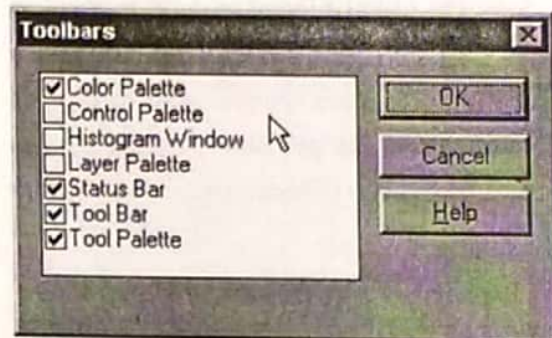 Toolbars
Color Palette
Control Palette
Histogram Window
Layer Palette
Status Bar
Tool Bar
Tool Palette
OK
Cancel
Help